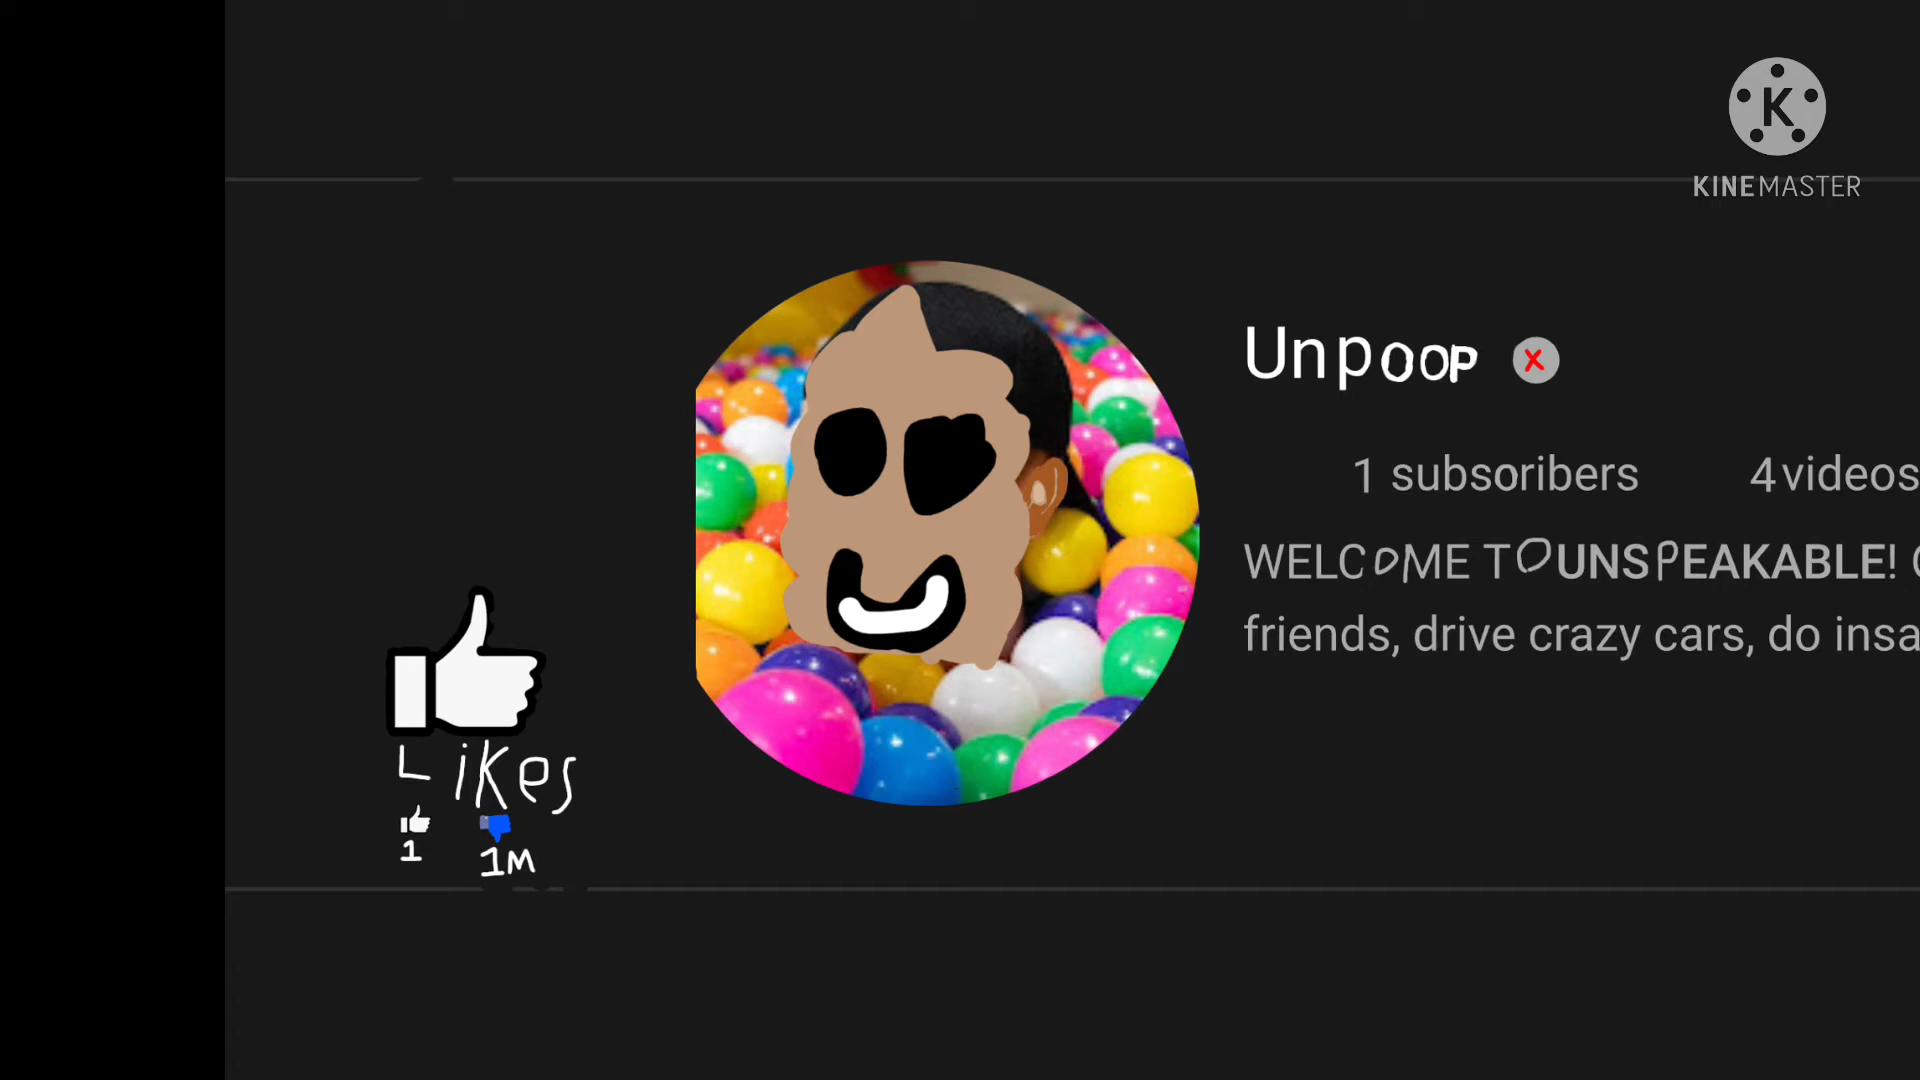 K
KINEMASTER
Unpoop
1 subsoribers 4 videos
WELCOME TO UNSPEAKABLE!
friends, drive crazy cars, do insa
Likes
1 1M